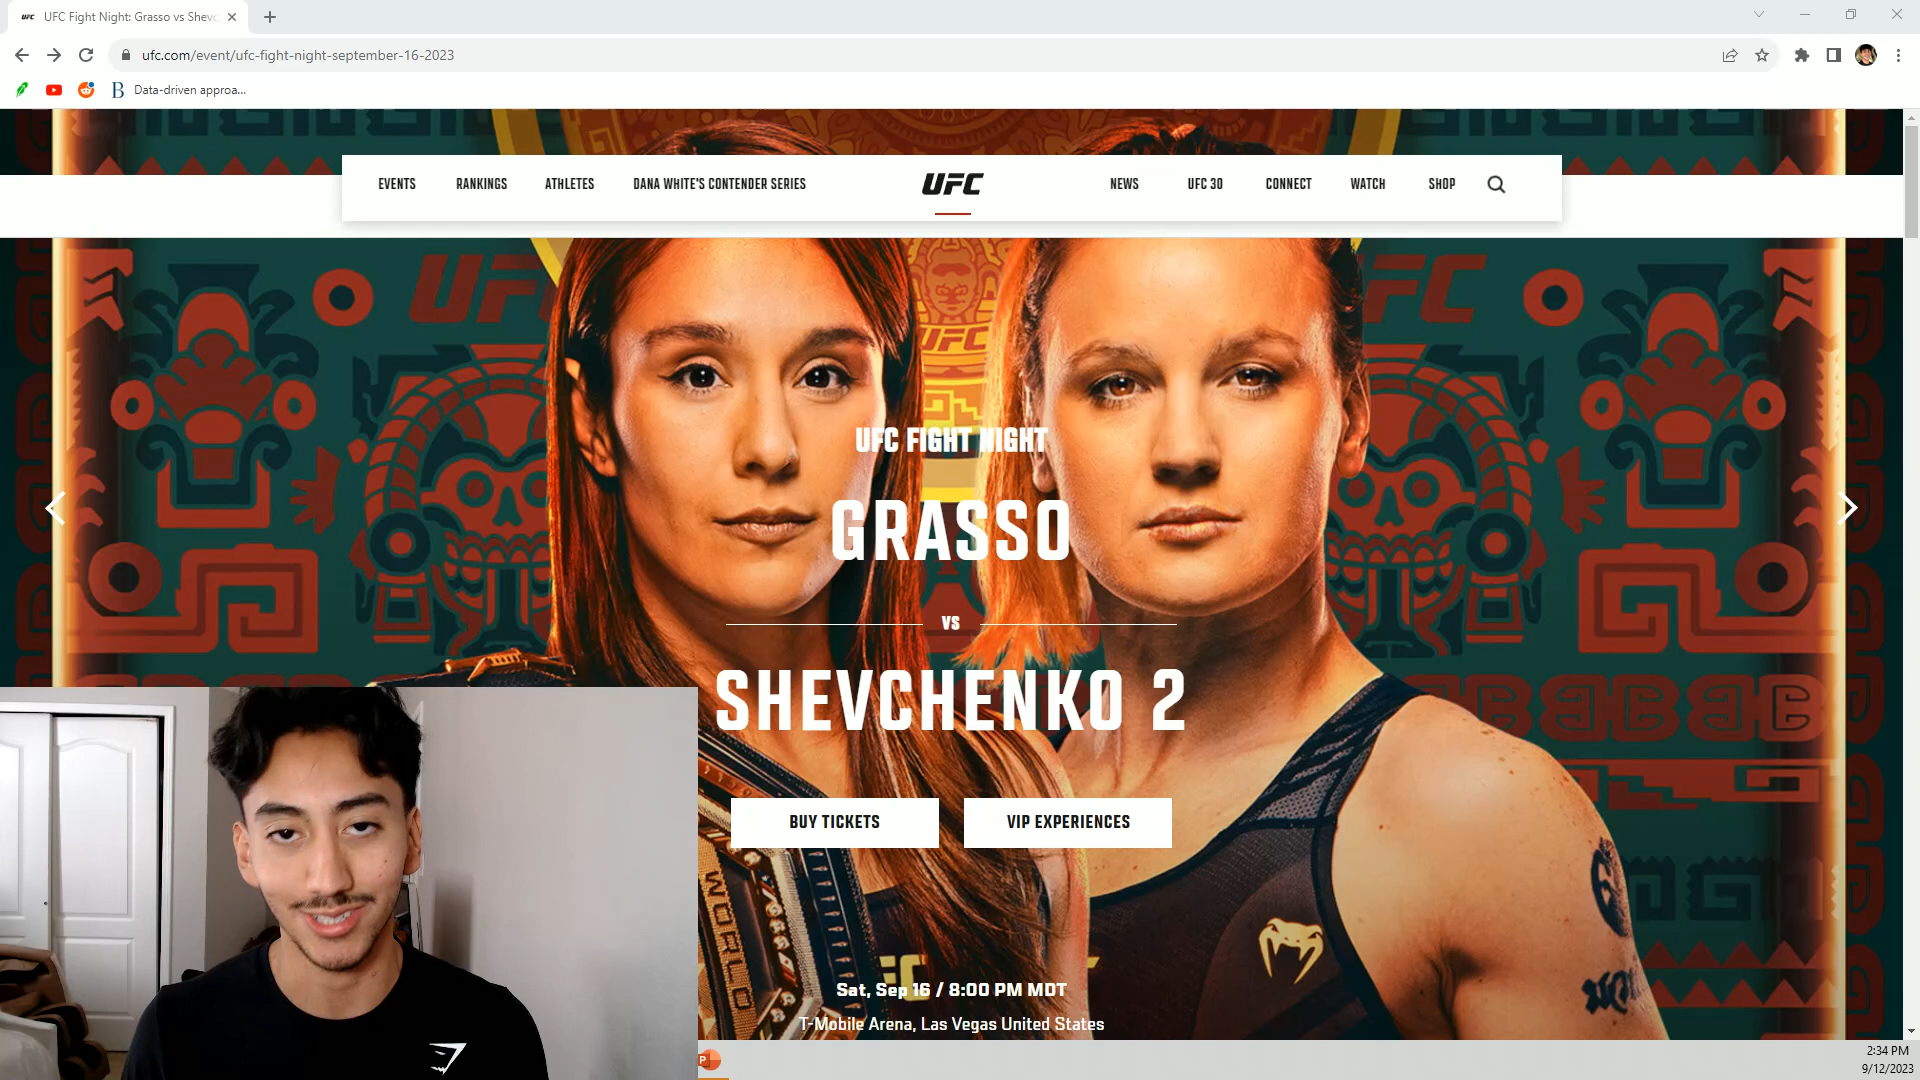 UFC Fight Night: Grasso vs Shevc
ufc.com/event/ufc-fight-night-september-16-2023
B Data-driven approa...
EVENTS RANKINGS ATHLETES DANA WHITE'S CONTENDER SERIES UFC NEWS UFC 30 CONNECT WATCH SHOP
UFC
UFC FIGHT NIGHT
GRASSO
VS
SHEVCHENKO 2
BUY TICKETS VIP EXPERIENCES
WORLD
Sat, Sep 16 / 8:00 PM MDT
T-Mobile Arena, Las Vegas United States
2:34 PM
9/12/2023